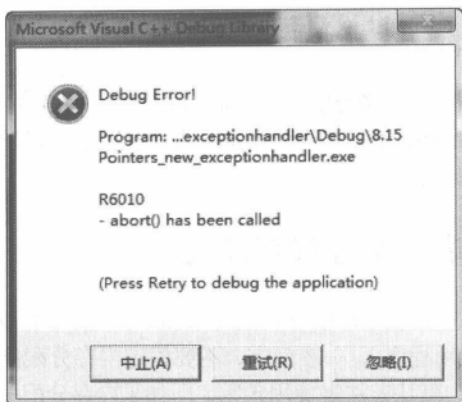 Microsoft Visual C++ Debug Library
Debug Error!
Program: ...exceptionhandler\Debug\8.15
Pointers_new_exceptionhandler.exe
R6010
- abort() has been called
(Press Retry to debug the application)
中止(A)
重试(R)
忽略(I)